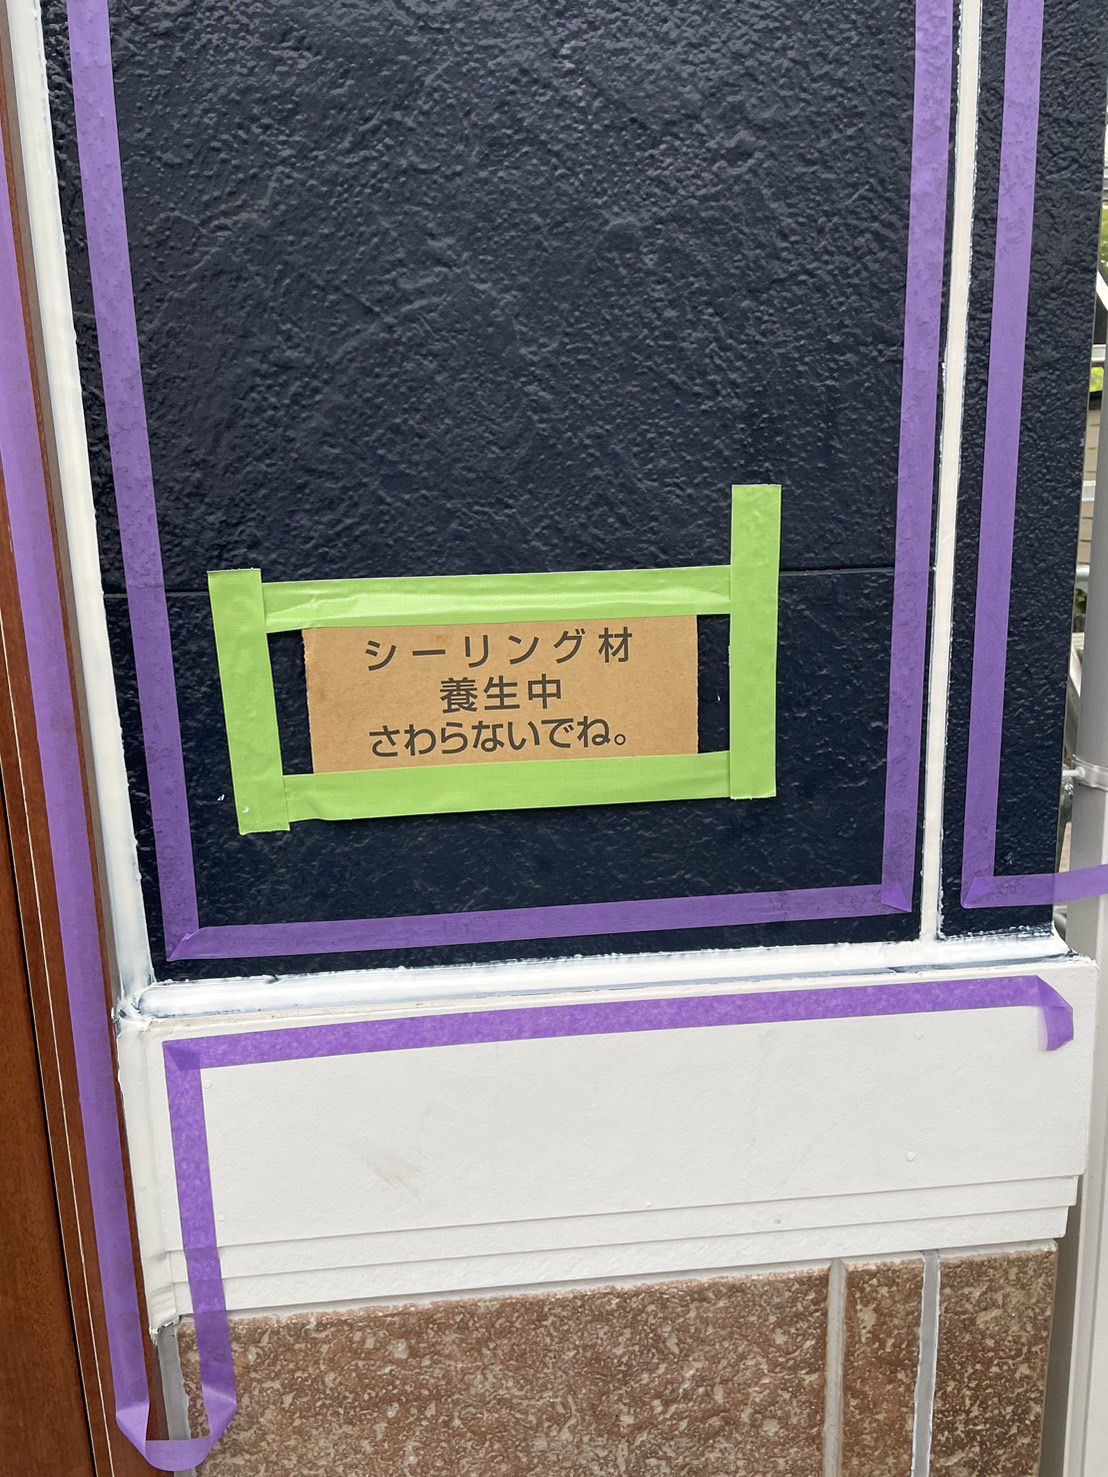 シーリング材
養生中
さわらないでね。